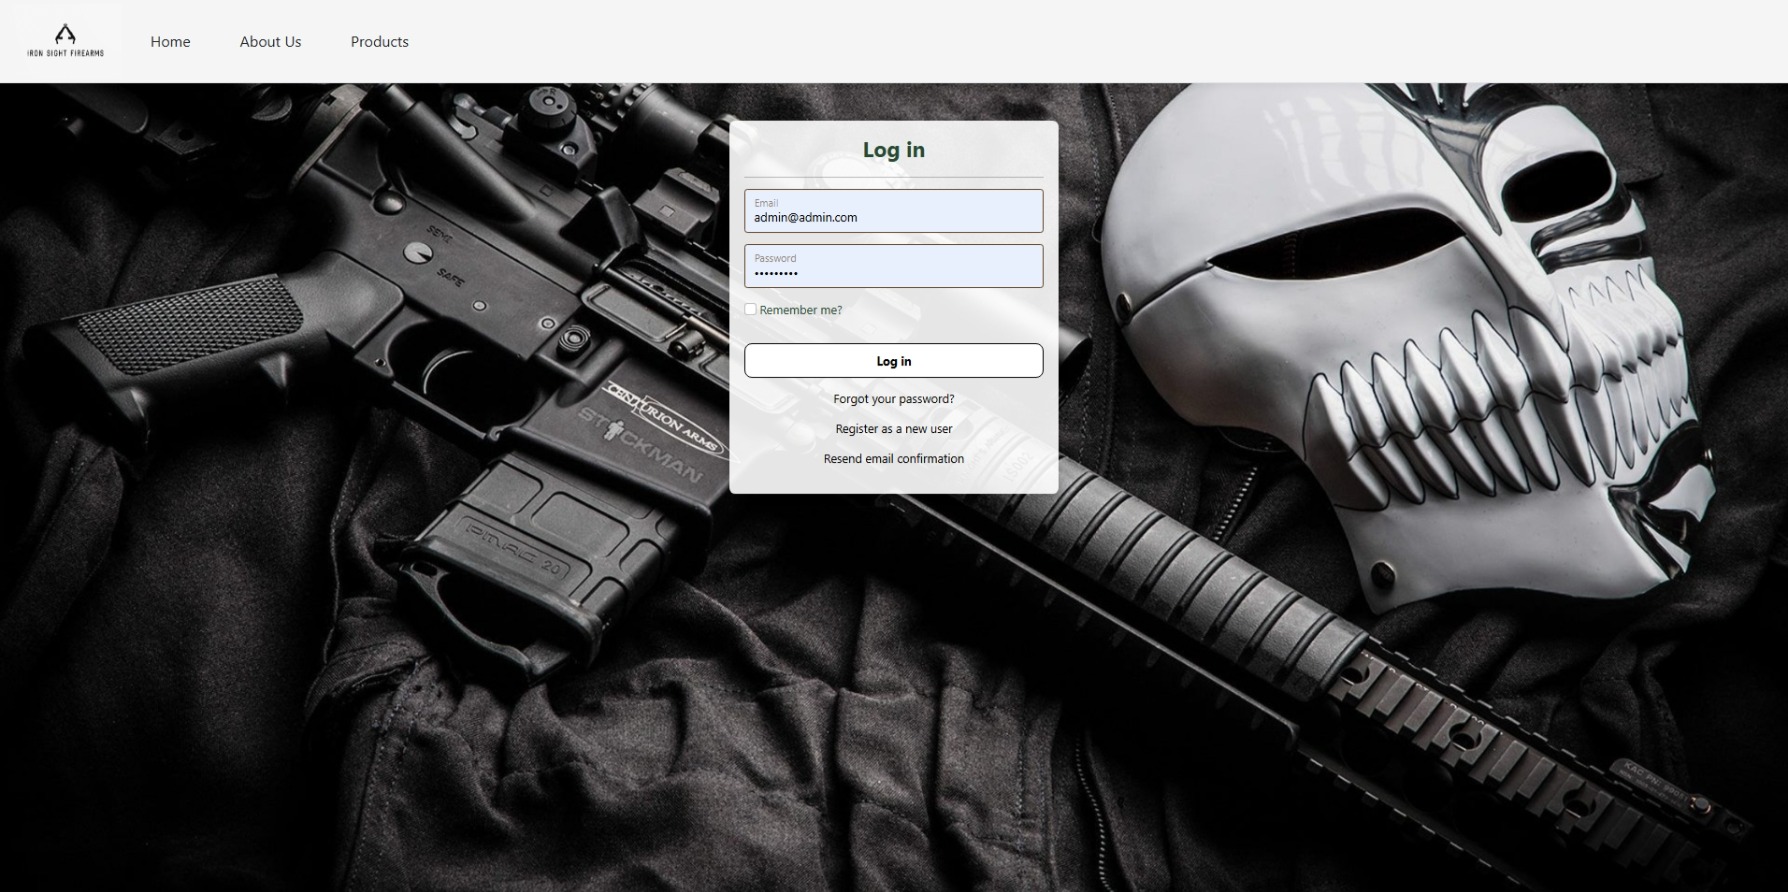 IRON SIGHT FIREARMS
Home
About Us
Products
Log in
Email
admin@admin.com
Password
Remember me?
Log in
Forgot your password?
Register as a new user
Resend email confirmation
SEMI
SAFE
CENTURION ARMS
STICKMAN
PMAG 20